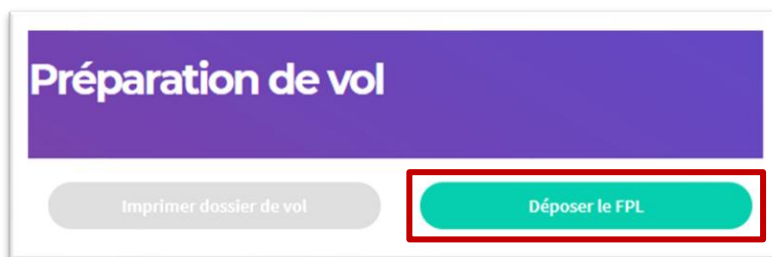 Préparation de vol
Imprimer dossier de vol
Déposer le FPL